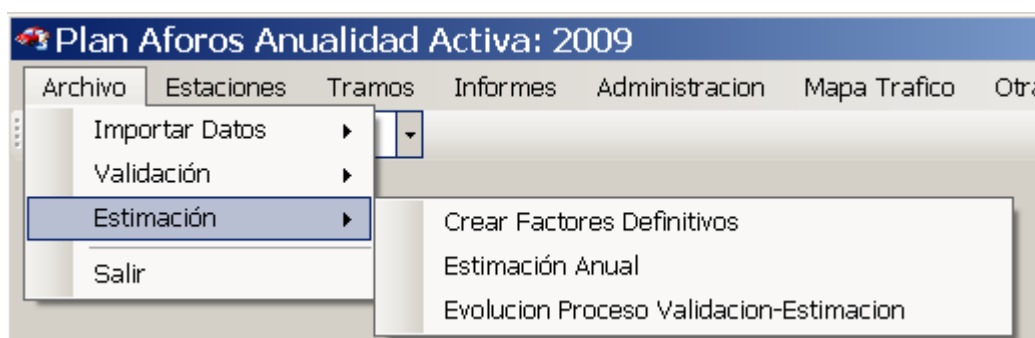 Plan Aforos Anualidad Activa: 2009
Archivo Estaciones Tramos Informes Administracion Mapa Trafico
Importar Datos
Validación
Estimación
Crear Factores Definitivos
Estimación Anual
Salir
Evolucion Proceso Validacion-Estimacion